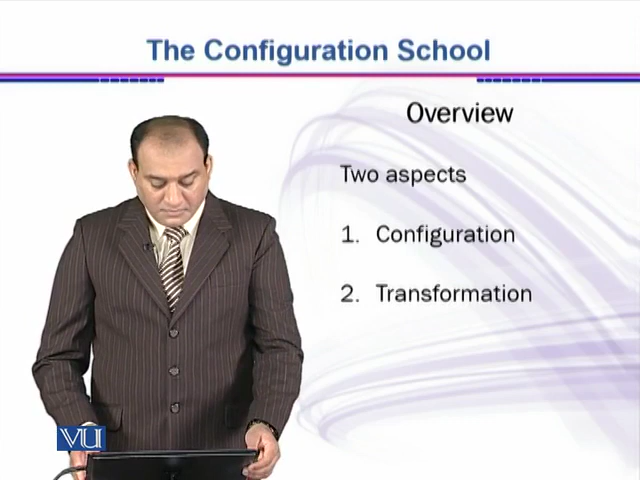 The Configuration School
Overview
Two aspects
1. Configuration
2. Transformation
VU